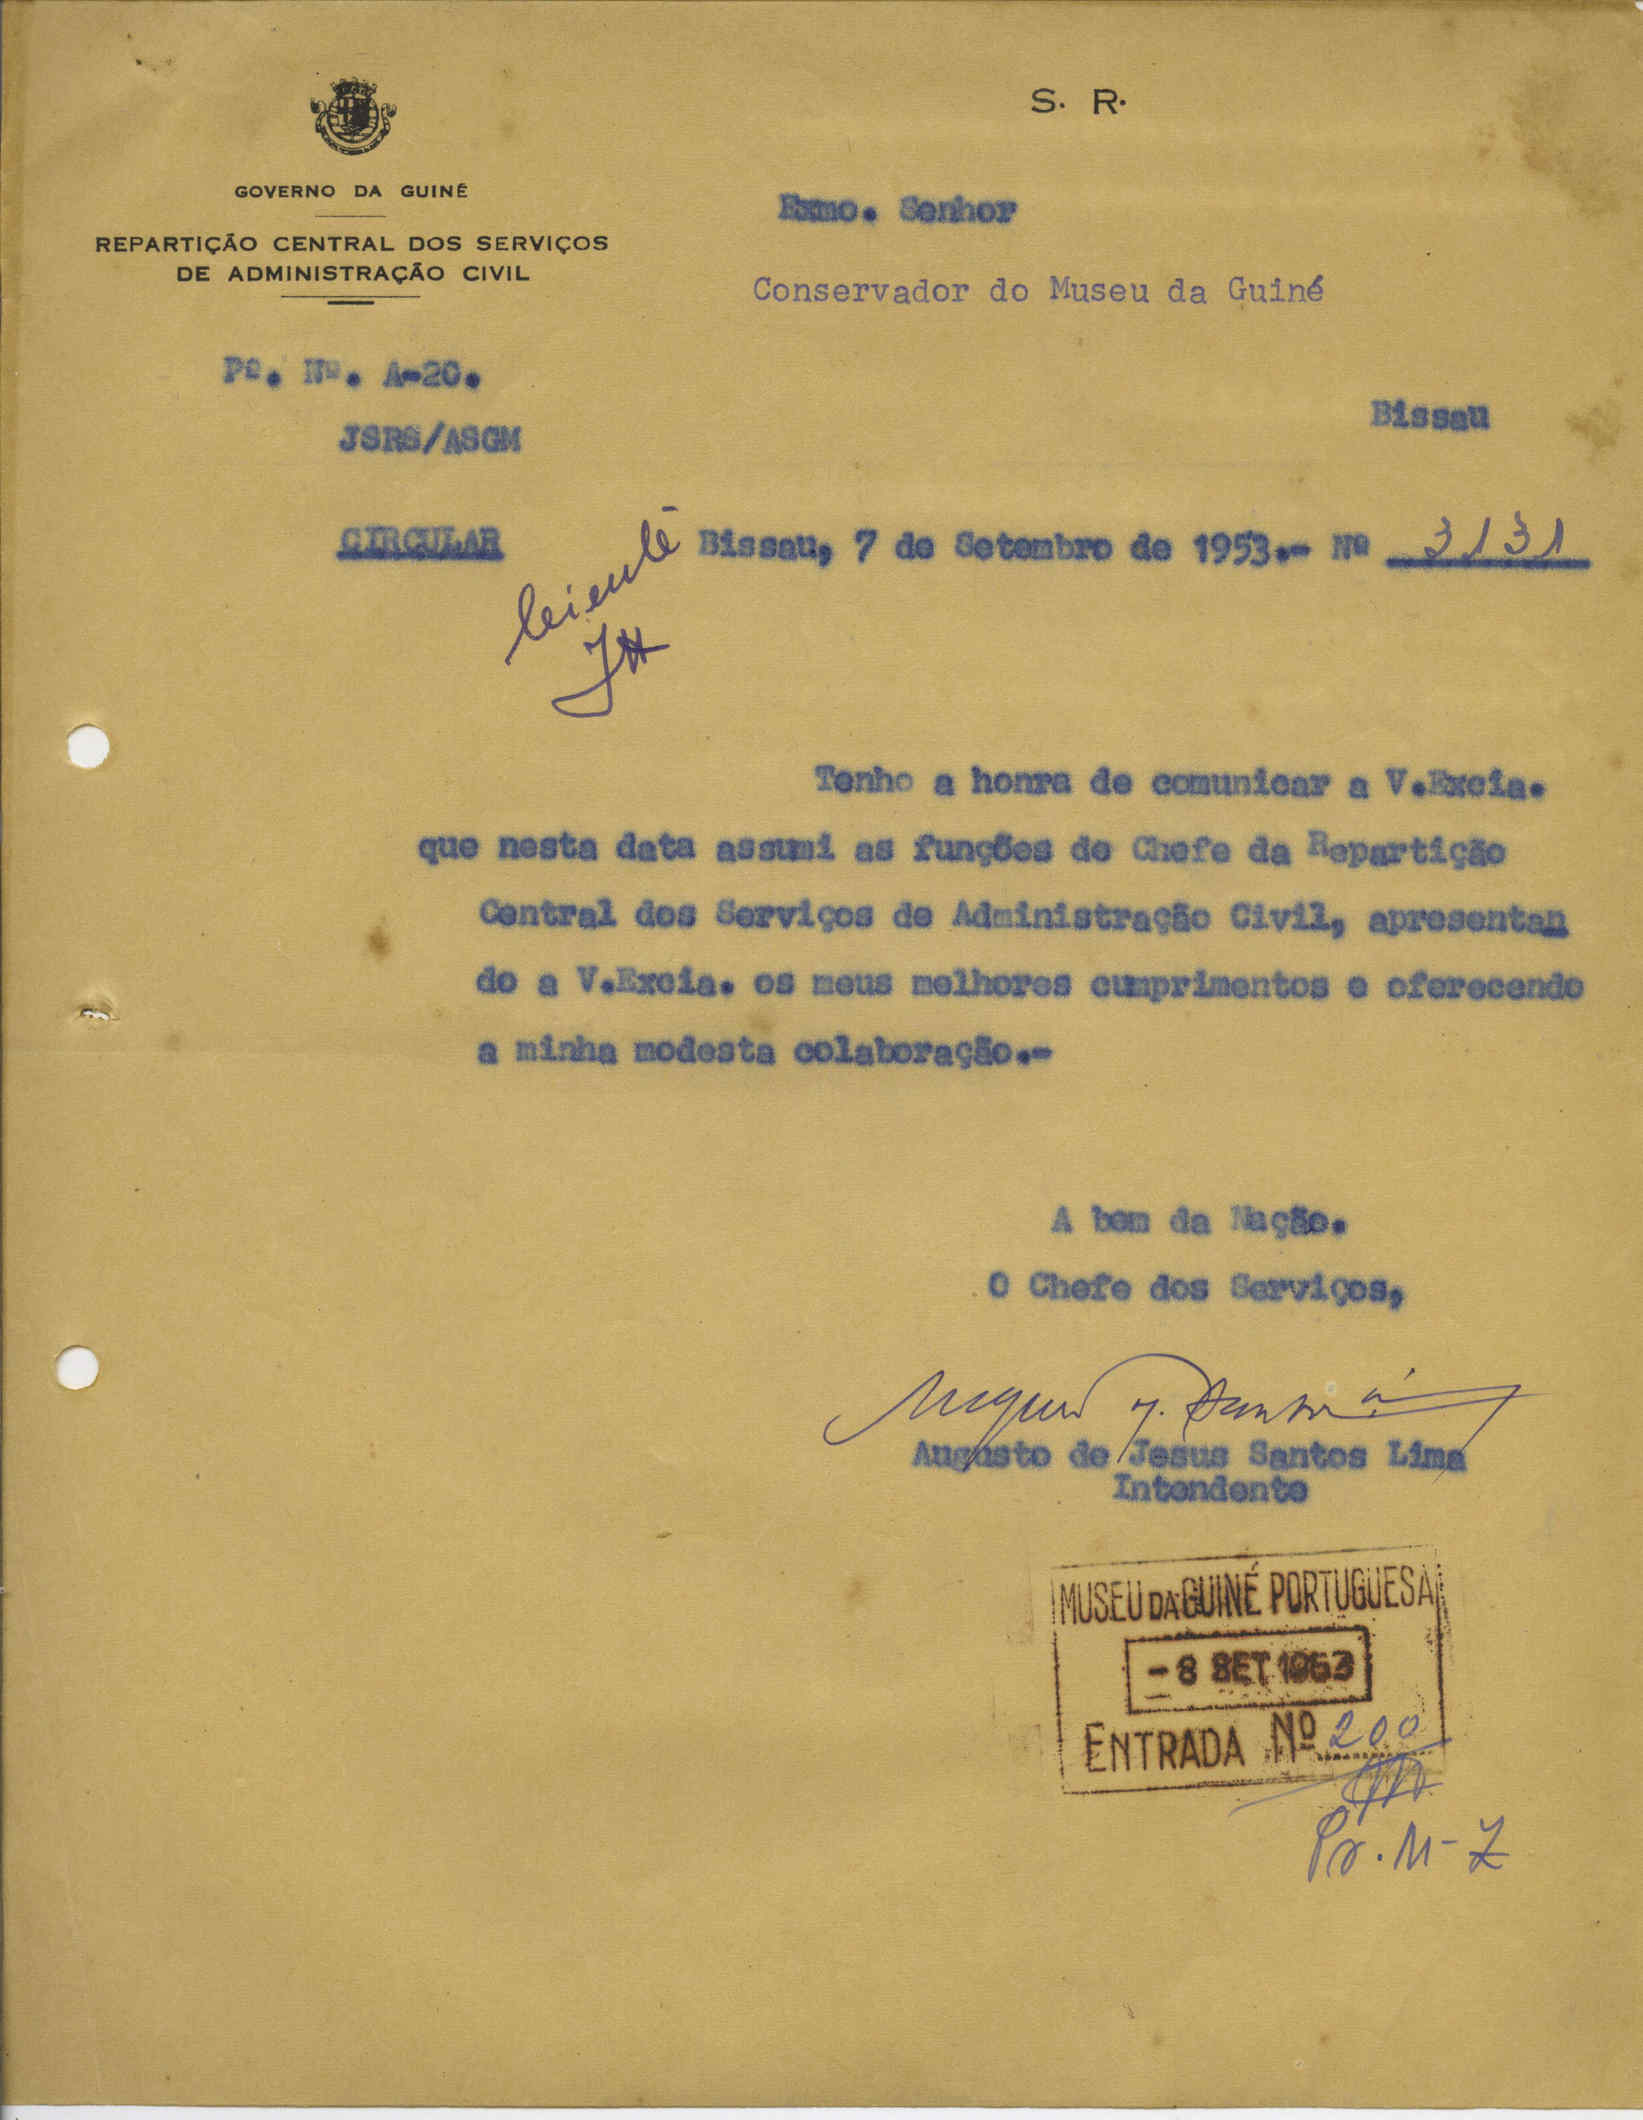 S. R.
GOVERNO DA GUINÉ
REPARTIÇÃO CENTRAL DOS SERVIÇOS
DE ADMINISTRAÇÃO CIVIL
Exmo. Senhor
Conservador do Museu da Guiné
Pº. Nº. A-20.
JSRS/ASGM
Bissau
CIRCULAR
Ciente
Bissau, 7 de Setembro de 1953.- Nº 3131
Tenho a honra de comunicar a V.Excia.
que nesta data assumi as funções de Chefe da Repartição
Central dos Serviços de Administração Civil, apresentan
do a V.Excia. os meus melhores cumprimentos e oferecendo
a minha modesta colaboração.-
A bem da Nação.
O Chefe dos Serviços,
Augusto de Jesus Santos Lima
Intendente
MUSEU DA GUINÉ PORTUGUESA
-8 SET 1953
ENTRADA Nº 200
Pr. M-Z